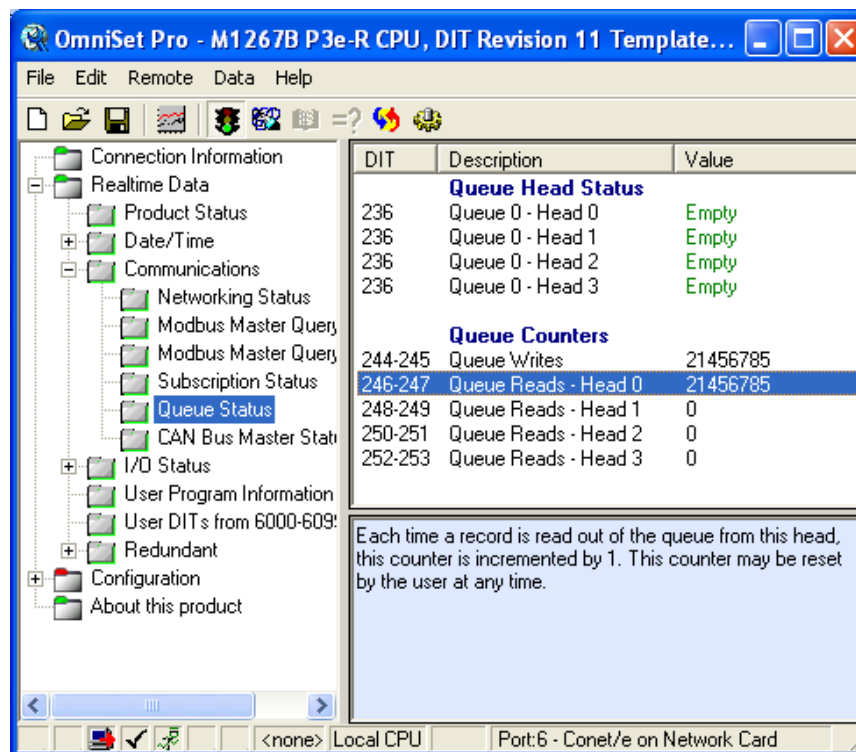 OmniSet Pro - M1267B P3e-R CPU, DIT Revision 11 Template...
File Edit Remote Data Help
Connection Information
Realtime Data
Product Status
Date/Time
Communications
Networking Status
Modbus Master Query
Modbus Master Query
Subscription Status
Queue Status
CAN Bus Master Stat
I/O Status
User Program Information
User DITs from 6000-609
Redundant
Configuration
About this product
DIT Description Value
Queue Head Status
236 Queue 0 - Head 0 Empty
236 Queue 0 - Head 1 Empty
236 Queue 0 - Head 2 Empty
236 Queue 0 - Head 3 Empty
Queue Counters
244-245 Queue Writes 21456785
246-247 Queue Reads - Head 0 21456785
248-249 Queue Reads - Head 1 0
250-251 Queue Reads - Head 2 0
252-253 Queue Reads - Head 3 0
Each time a record is read out of the queue from this head,
this counter is incremented by 1. This counter may be reset
by the user at any time.
<none> Local CPU Port:6 - Conet/e on Network Card